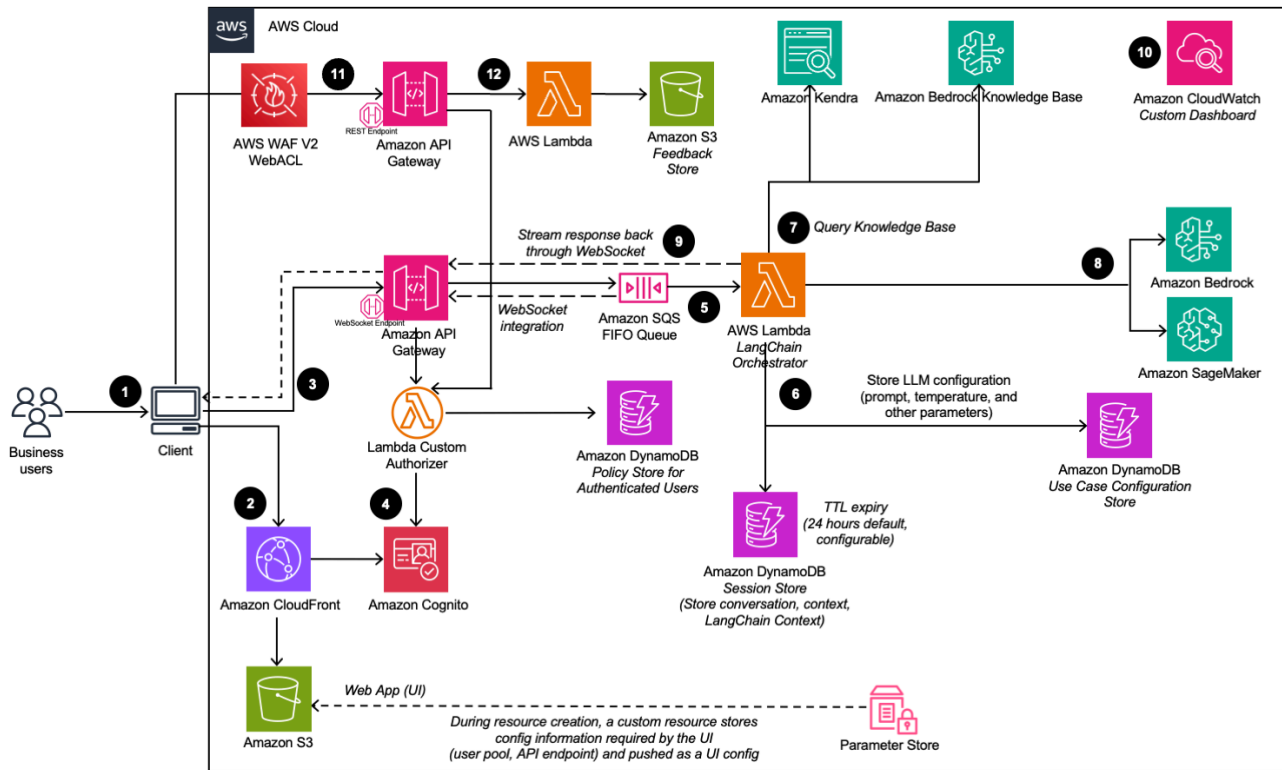 aws
AWS Cloud
11
12
10
REST Endpoint
AWS WAF V2
WebACL
Amazon API
Gateway
AWS Lambda
Amazon S3
Feedback
Store
Amazon Kendra
Amazon Bedrock Knowledge Base
Amazon CloudWatch
Custom Dashboard
Stream response back
through WebSocket
9
7
Query Knowledge Base
8
Amazon Bedrock
WebSocket Endpoint
Amazon API
Gateway
WebSocket
integration
Amazon SQS
FIFO Queue
5
AWS Lambda
LangChain
Orchestrator
Amazon SageMaker
1
3
Business
users
Client
Lambda Custom
Authorizer
Amazon DynamoDB
Policy Store for
Authenticated Users
6
Store LLM configuration
(prompt, temperature, and
other parameters)
Amazon DynamoDB
Use Case Configuration
Store
2
4
TTL expiry
(24 hours default,
configurable)
Amazon CloudFront
Amazon Cognito
Amazon DynamoDB
Session Store
(Store conversation, context,
LangChain Context)
Web App (UI)
During resource creation, a custom resource stores
config information required by the UI
(user pool, API endpoint) and pushed as a UI config
Amazon S3
Parameter Store